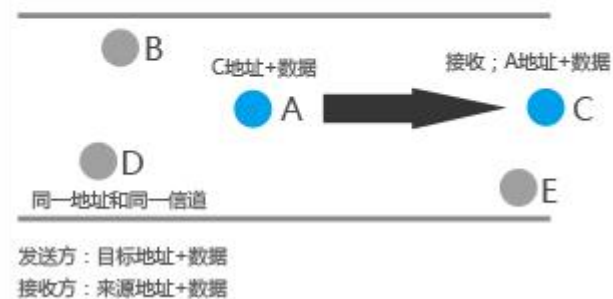 B
C地址+数据
接收；A地址+数据
A
C
D
同一地址和同一信道
E
发送方：目标地址+数据
接收方：来源地址+数据